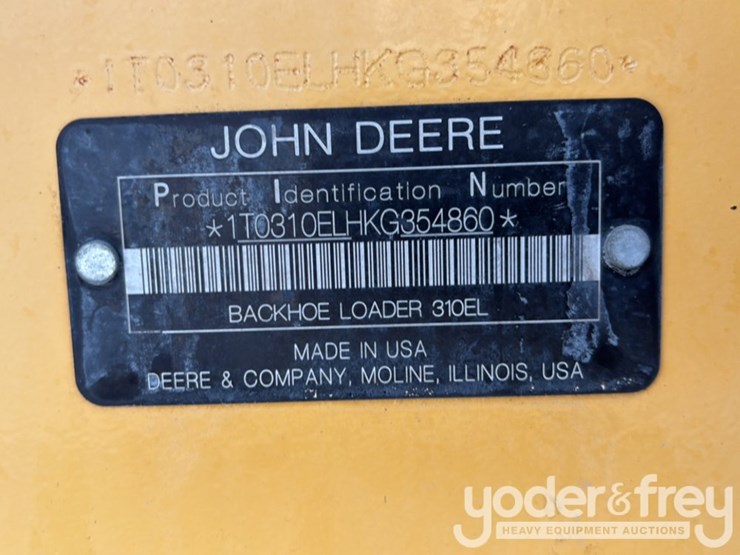 *1T0310ELHKG354860*
JOHN DEERE
Product Identification Number
*1T0310ELHKG354860*
BACKHOE LOADER 310EL
MADE IN USA
DEERE & COMPANY, MOLINE, ILLINOIS, USA
yoder&frey
HEAVY EQUIPMENT AUCTIONS